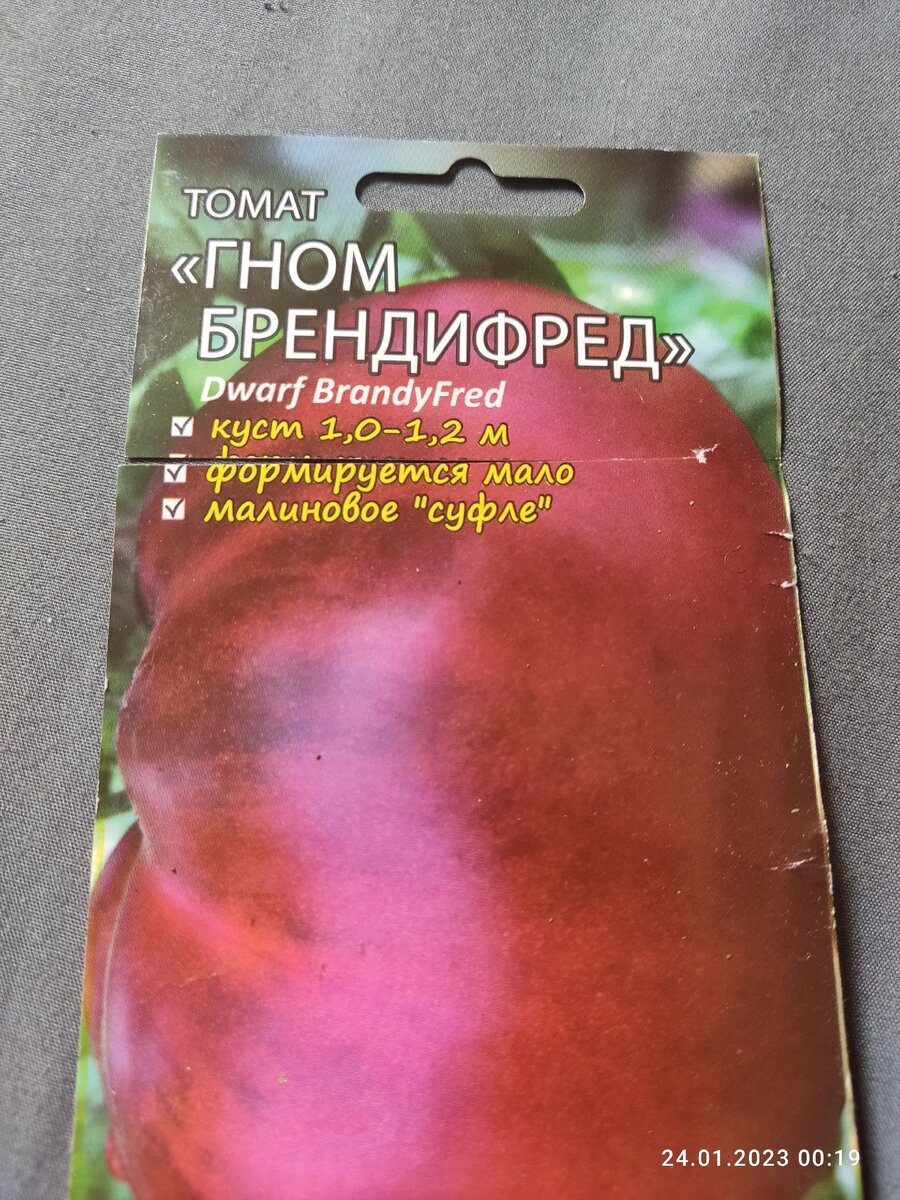 ТОМАТ
«ГНОМ
БРЕНДИФРЕД»
Dwarf BrandyFred
куст 1,0-1,2 м
формируется мало
малиновое "суфле"
24.01.2023 00:19